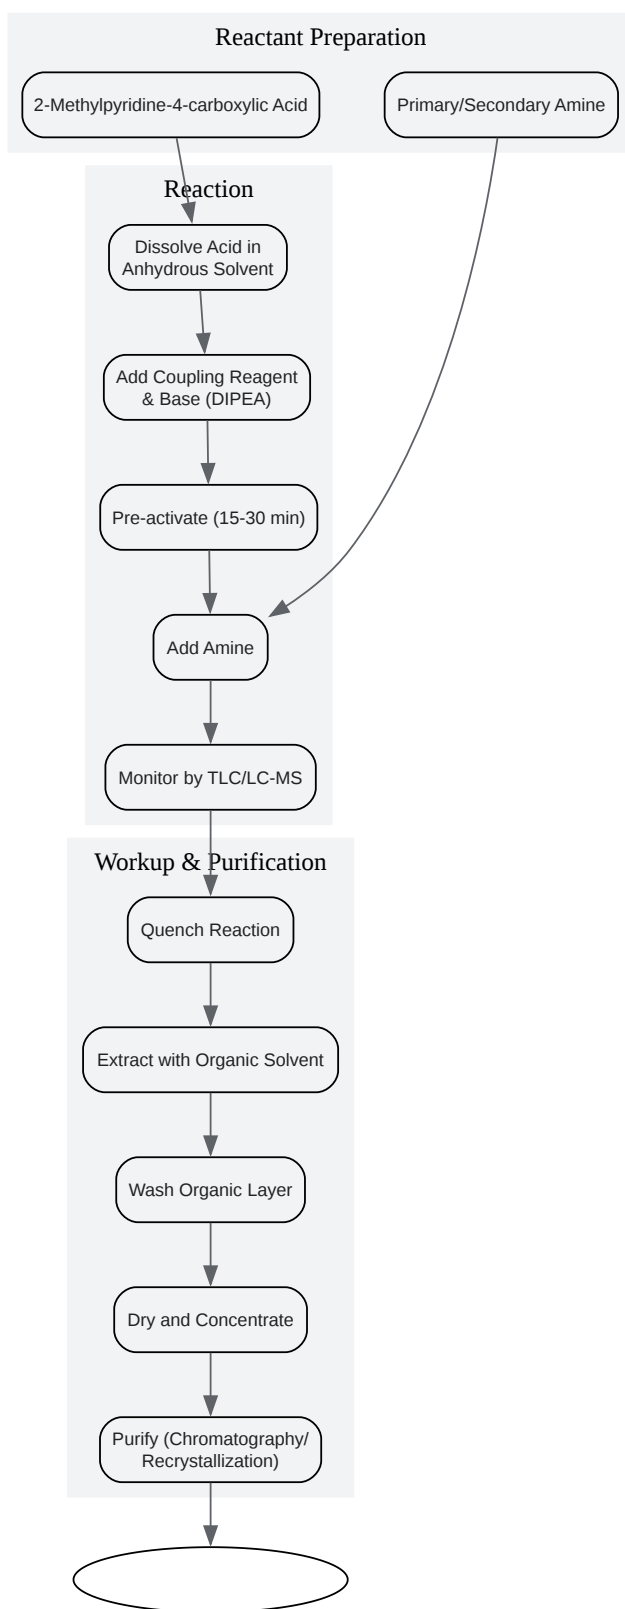 Reactant Preparation
2-Methylpyridine-4-carboxylic Acid
Primary/Secondary Amine
Reaction
Dissolve Acid in
Anhydrous Solvent
Add Coupling Reagent
& Base (DIPEA)
Pre-activate (15-30 min)
Add Amine
Monitor by TLC/LC-MS
Workup & Purification
Quench Reaction
Extract with Organic Solvent
Wash Organic Layer
Dry and Concentrate
Purify (Chromatography/
Recrystallization)